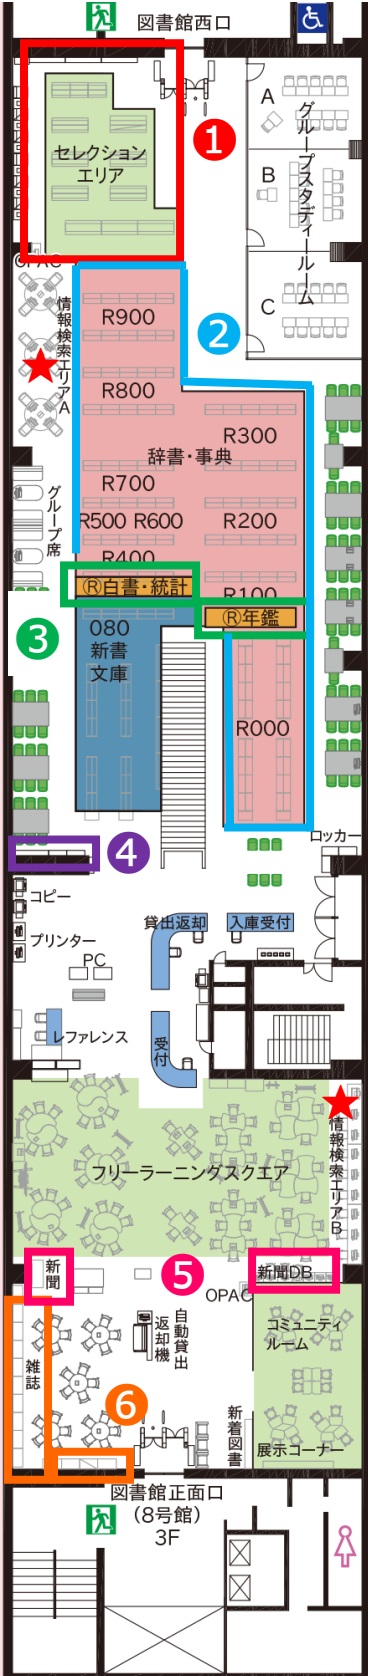 図書館西口
1
A
グループスタディールーム
セレクション
エリア
B
C
OPAC
情報検索エリアA
2
R900
R800
R300
辞書・事典
R700
グループ席
R500 R600
R200
R400
R100
Ⓡ白書・統計
Ⓡ年鑑
3
080
新書
文庫
R000
4
ロッカー
コピー
貸出返却
入庫受付
プリンター
PC
レファレンス
受付
情報検索エリアB
フリーラーニングスクエア
新聞
5
新聞DB
OPAC
自動貸出
返却機
コミュニティ
ルーム
雑誌
6
新着図書
展示コーナー
図書館正面口
(8号館)
3F